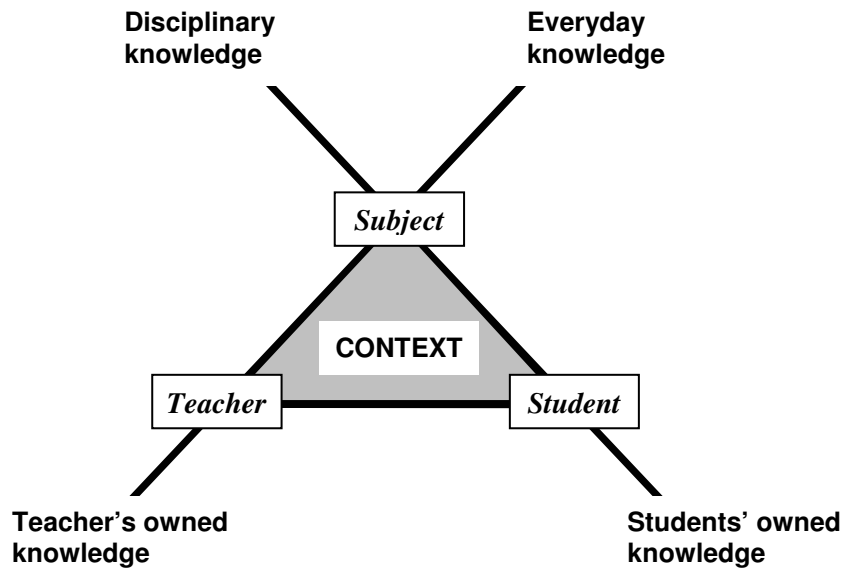 Disciplinary
knowledge
Everyday
knowledge
Subject
CONTEXT
Teacher
Student
Teacher’s owned
knowledge
Students’ owned
knowledge